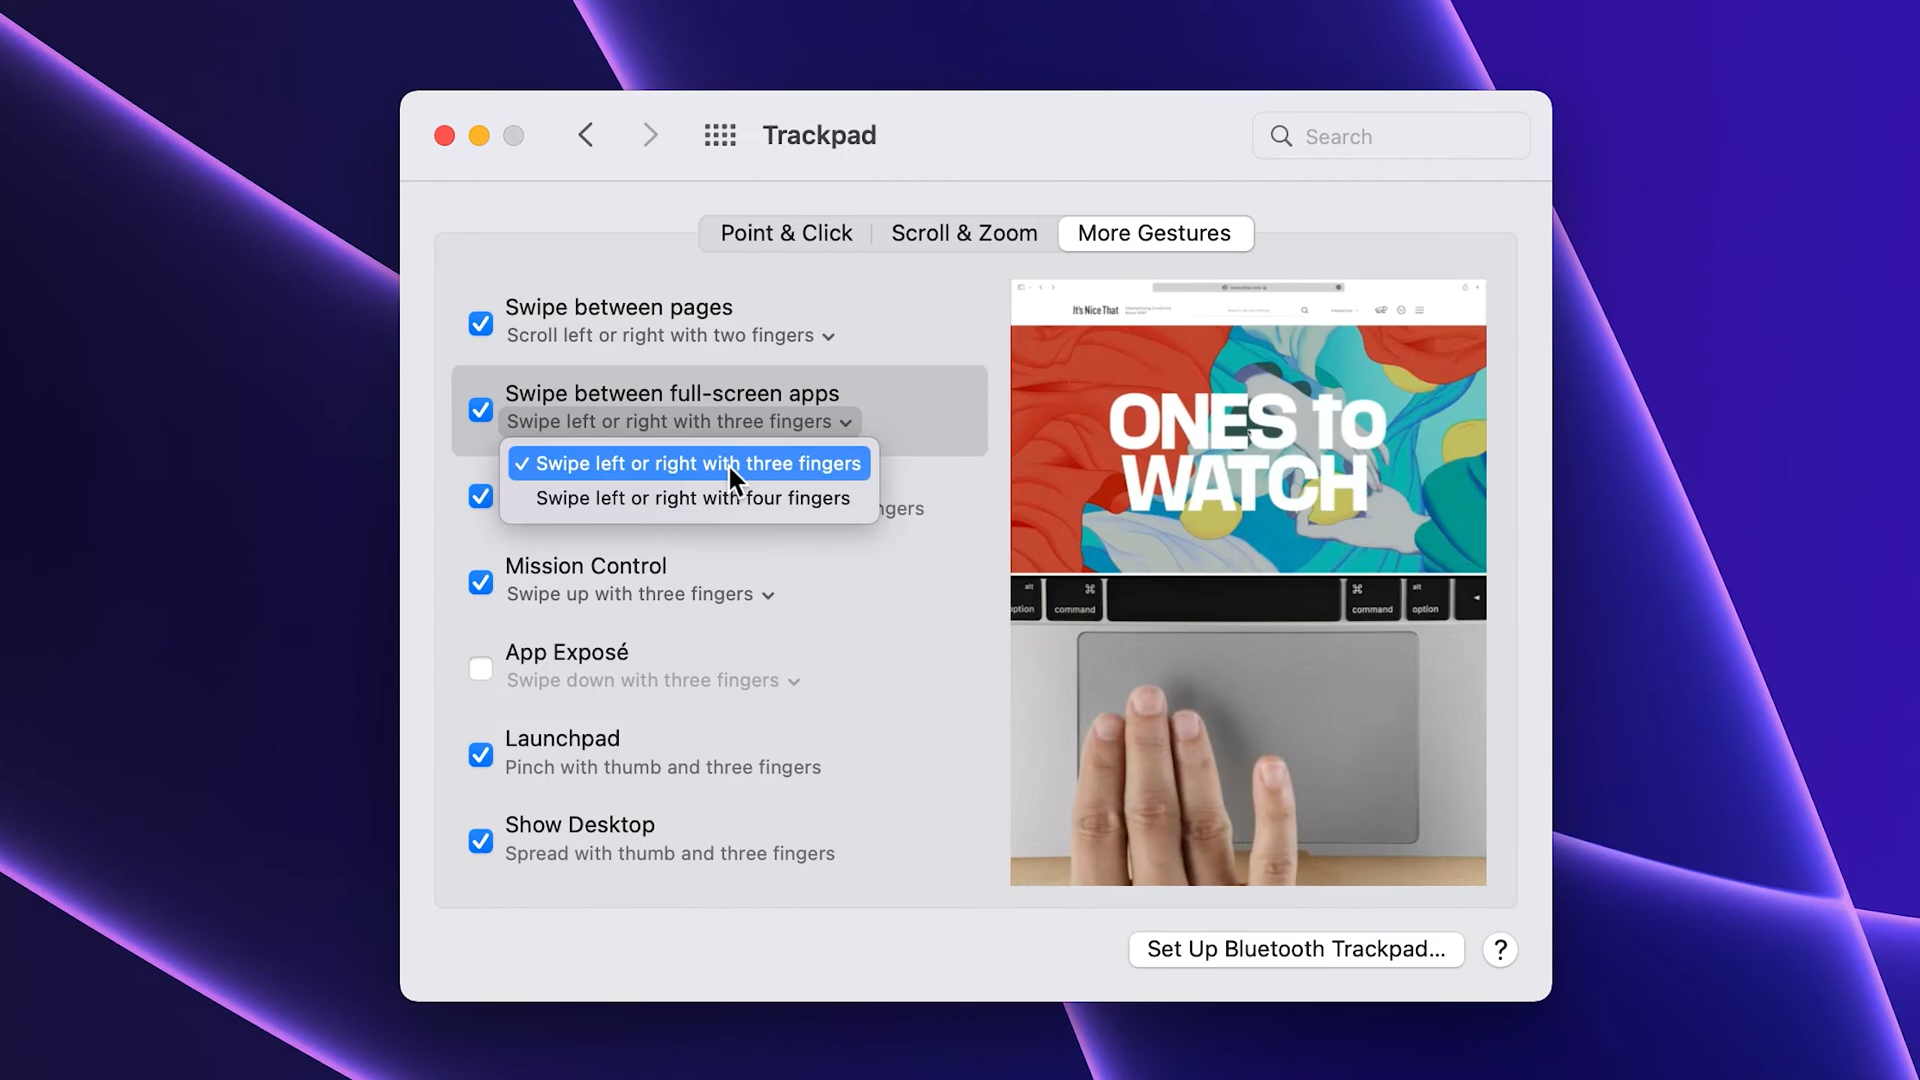 Trackpad
Search
Point & Click
Scroll & Zoom
More Gestures
Swipe between pages
Scroll left or right with two fingers
Swipe between full-screen apps
Swipe left or right with three fingers
✓ Swipe left or right with three fingers
Swipe left or right with four fingers
ngers
Mission Control
Swipe up with three fingers
App Exposé
Swipe down with three fingers
Launchpad
Pinch with thumb and three fingers
Show Desktop
Spread with thumb and three fingers
It's Nice That
ONES to
WATCH
alt
option
⌘
command
⌘
command
alt
option
Set Up Bluetooth Trackpad...
?